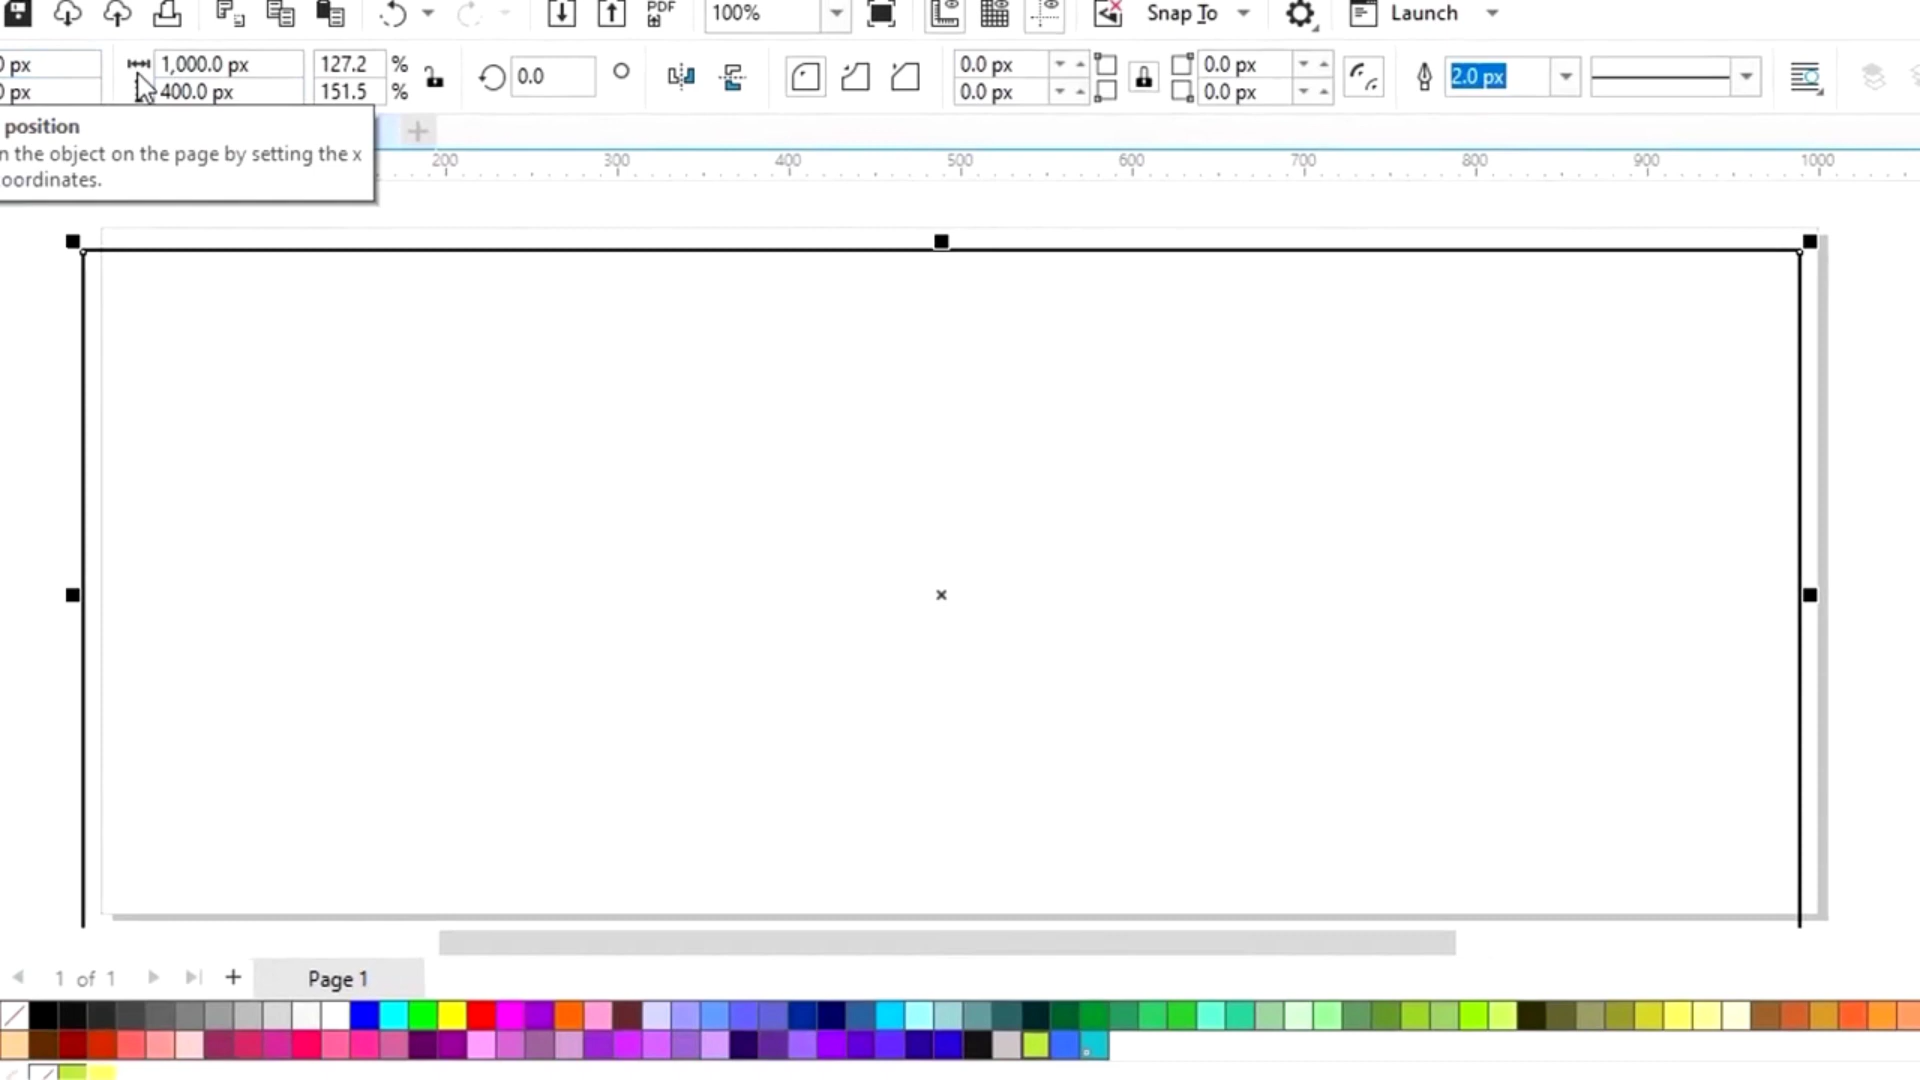 PDF
100%
Snap To
Launch
0 px
1,000.0 px
127.2 %
0.0
0.0 px
0.0 px
2.0 px
0 px
400.0 px
151.5 %
0.0 px
0.0 px
position
n the object on the page by setting the x
oordinates.
200 300 400 500 600 700 800 900 1000
1 of 1
Page 1